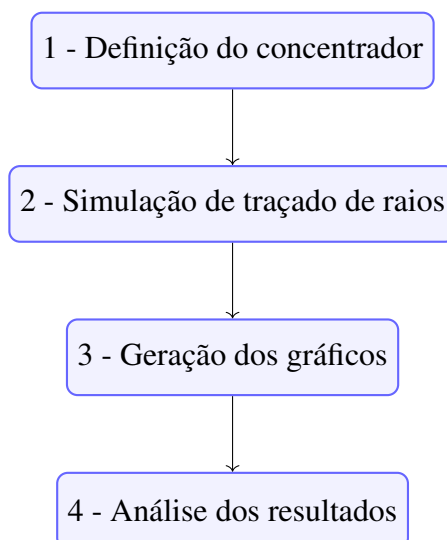 1 - Definição do concentrador
2 - Simulação de traçado de raios
3 - Geração dos gráficos
4 - Análise dos resultados